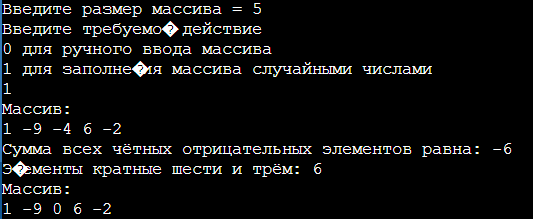 Введите размер массива = 5
Введите требуемо� действие
0 для ручного ввода массива
1 для заполне�ия массива случайными числами
1
Массив:
1 -9 -4 6 -2
Сумма всех чётных отрицательных элементов равна: -6
Э�ементы кратные шести и трём: 6
Массив:
1 -9 0 6 -2